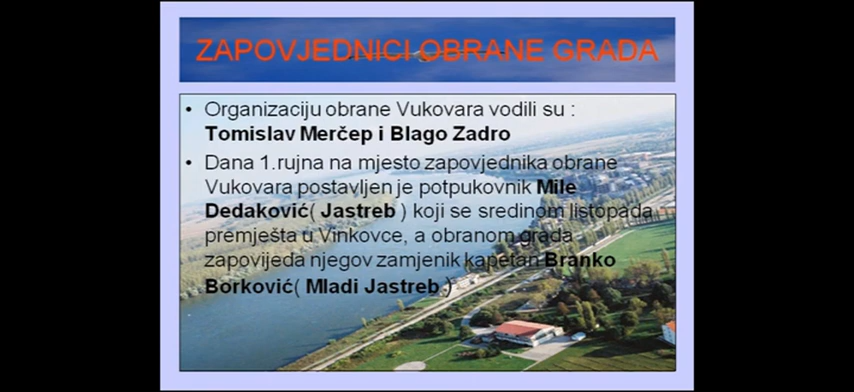 ZAPOVJEDNICI OBRANE GRADA
• Organizaciju obrane Vukovara vodili su :
Tomislav Merčep i Blago Zadro
• Dana 1.rujna na mjesto zapovjednika obrane
Vukovara postavljen je potpukovnik Mile
Dedaković( Jastreb ) koji se sredinom listopada
premješta u Vinkovce, a obranom grada
zapovijeda njegov zamjenik kapetan Branko
Borković( Mladi Jastreb.)